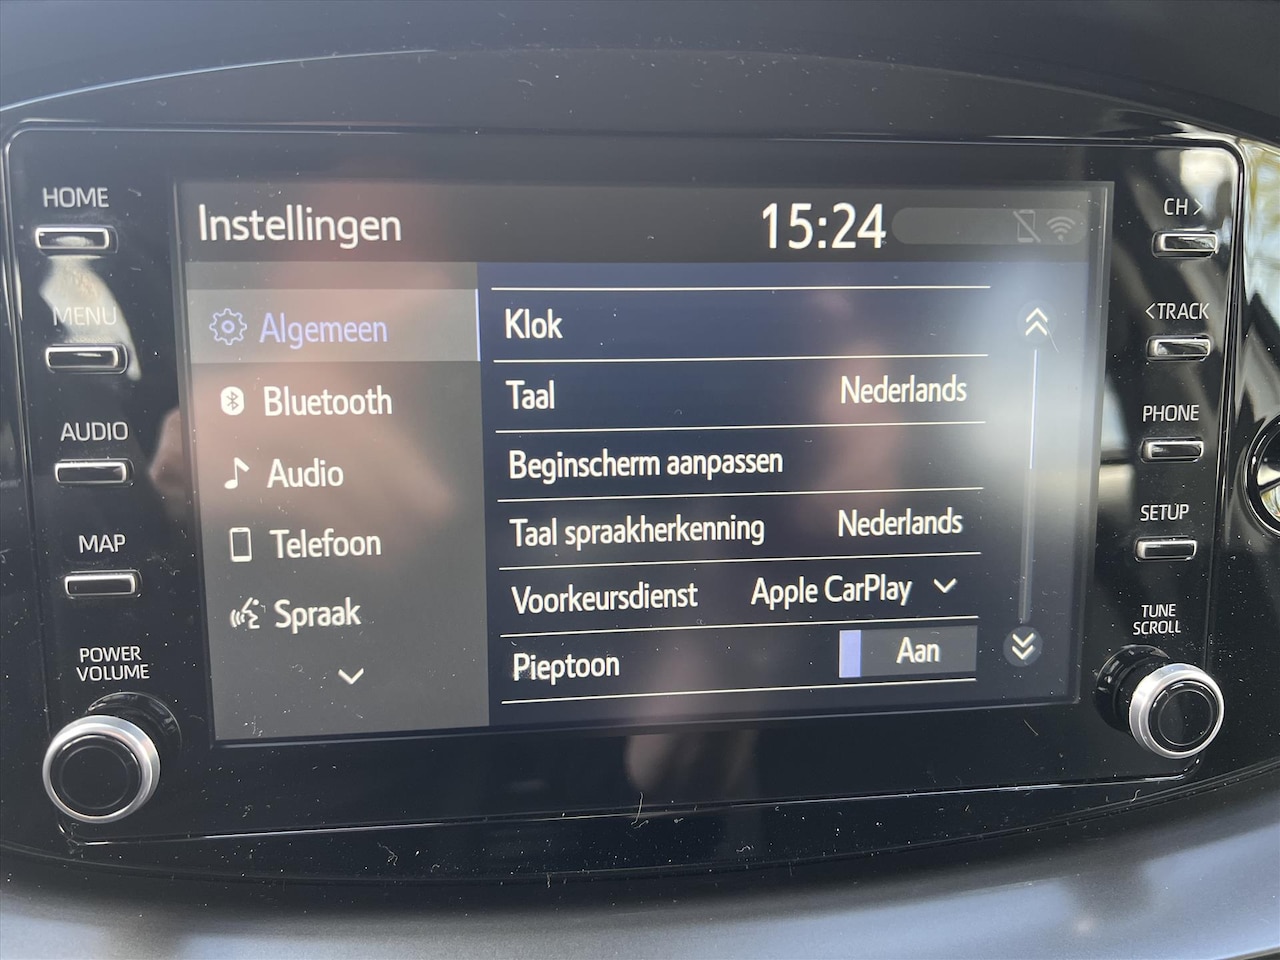 HOME
MENU
AUDIO
MAP
POWER
VOLUME
Instellingen
15:24
Algemeen
Bluetooth
Audio
Telefoon
Spraak
Klok
Taal Nederlands
Beginscherm aanpassen
Taal spraakherkenning Nederlands
Voorkeursdienst Apple CarPlay
Pieptoon Aan
CH >
< TRACK
PHONE
SETUP
TUNE
SCROLL